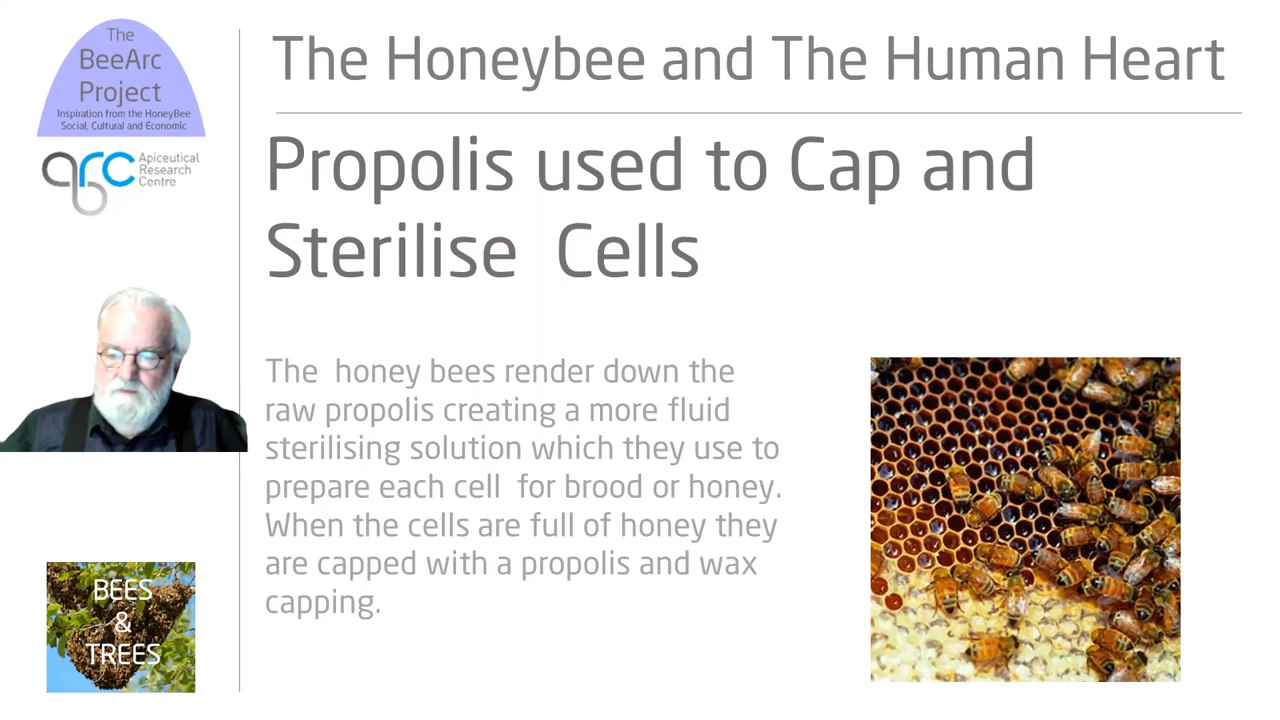 The
BeeArc
Project
Inspiration from the HoneyBee
Social, Cultural and Economic
arc Apiceutical
Research
Centre
The Honeybee and The Human Heart
Propolis used to Cap and
Sterilise Cells
The honey bees render down the
raw propolis creating a more fluid
sterilising solution which they use to
prepare each cell for brood or honey.
When the cells are full of honey they
are capped with a propolis and wax
capping.
BEES
&
TREES